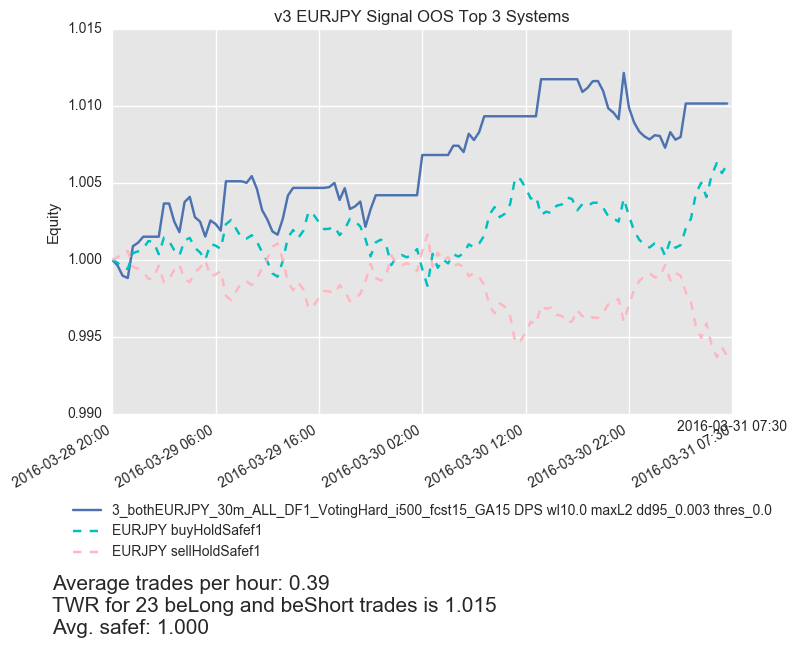 v3 EURJPY Signal OOS Top 3 Systems
1.015
1.010
1.005
1.000
0.995
0.990
Equity
2016-03-28 20:00
2016-03-29 06:00
2016-03-29 16:00
2016-03-30 02:00
2016-03-30 12:00
2016-03-30 22:00
2016-03-31 07:30
2016-03-31 07:30
3_bothEURJPY_30m_ALL_DF1_VotingHard_i500_fcst15_GA15 DPS wl10.0 maxL2 dd95_0.003 thres_0.0
EURJPY buyHoldSafef1
EURJPY sellHoldSafef1
Average trades per hour: 0.39
TWR for 23 beLong and beShort trades is 1.015
Avg. safef: 1.000